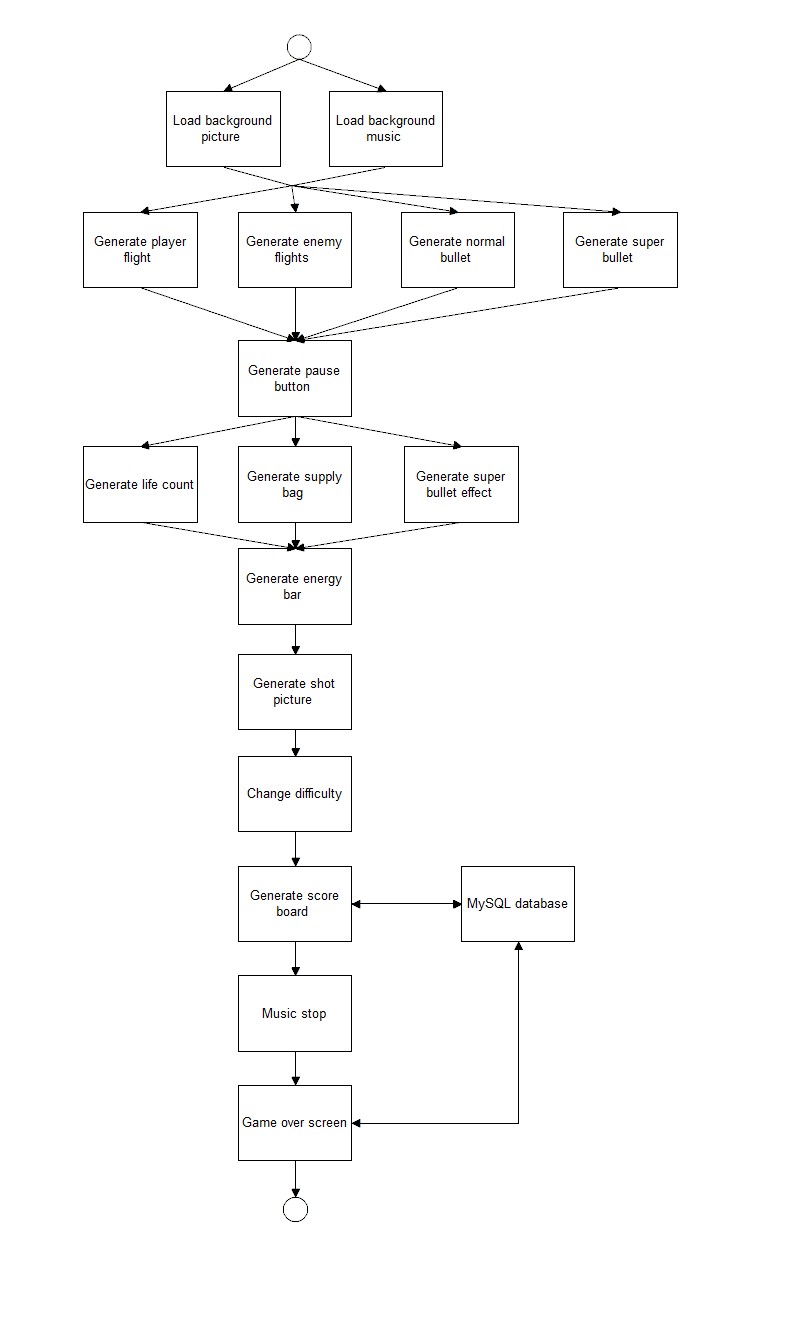 Load background
picture
Load background
music
Generate player
flight
Generate enemy
flights
Generate normal
bullet
Generate super
bullet
Generate pause
button
Generate life count
Generate supply
bag
Generate super
bullet effect
Generate energy
bar
Generate shot
picture
Change difficulty
Generate score
board
MySQL database
Music stop
Game over screen